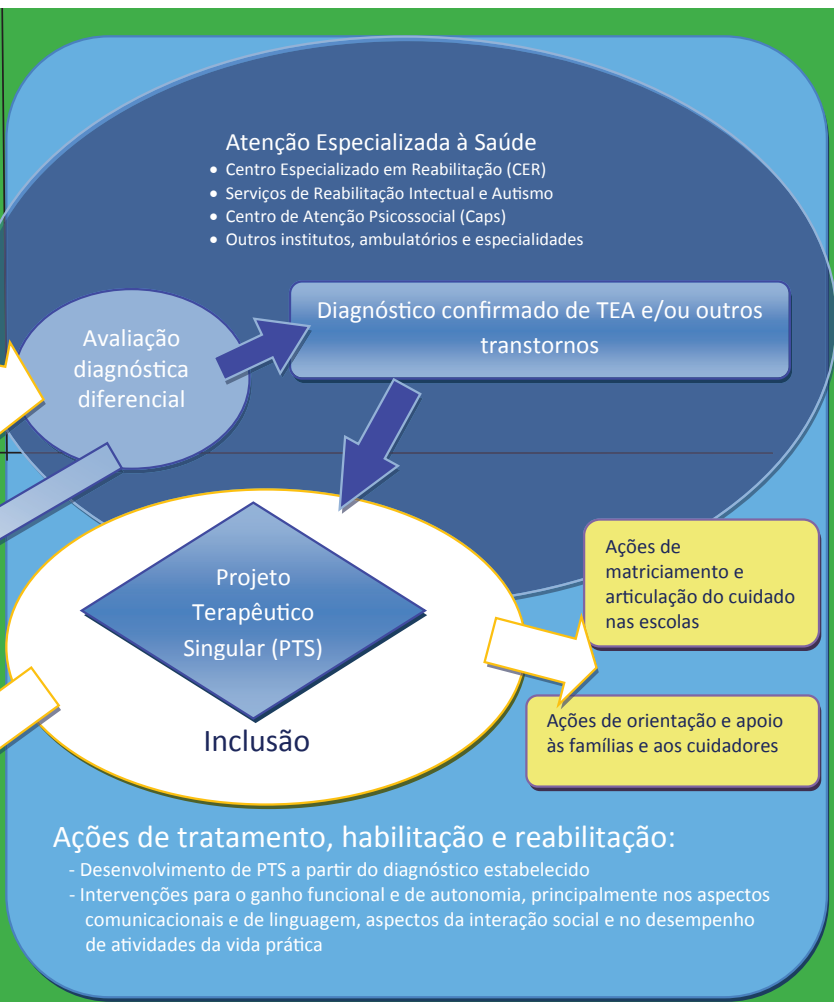 Atenção Especializada à Saúde
• Centro Especializado em Reabilitação (CER)
• Serviços de Reabilitação Intectual e Autismo
• Centro de Atenção Psicossocial (Caps)
• Outros institutos, ambulatórios e especialidades
Avaliação
diagnóstica
diferencial
Diagnóstico confirmado de TEA e/ou outros
transtornos
Projeto
Terapêutico
Singular (PTS)
Inclusão
Ações de
matriciamento e
articulação do cuidado
nas escolas
Ações de orientação e apoio
às famílias e aos cuidadores
Ações de tratamento, habilitação e reabilitação:
- Desenvolvimento de PTS a partir do diagnóstico estabelecido
- Intervenções para o ganho funcional e de autonomia, principalmente nos aspectos
comunicacionais e de linguagem, aspectos da interação social e no desempenho
de atividades da vida prática